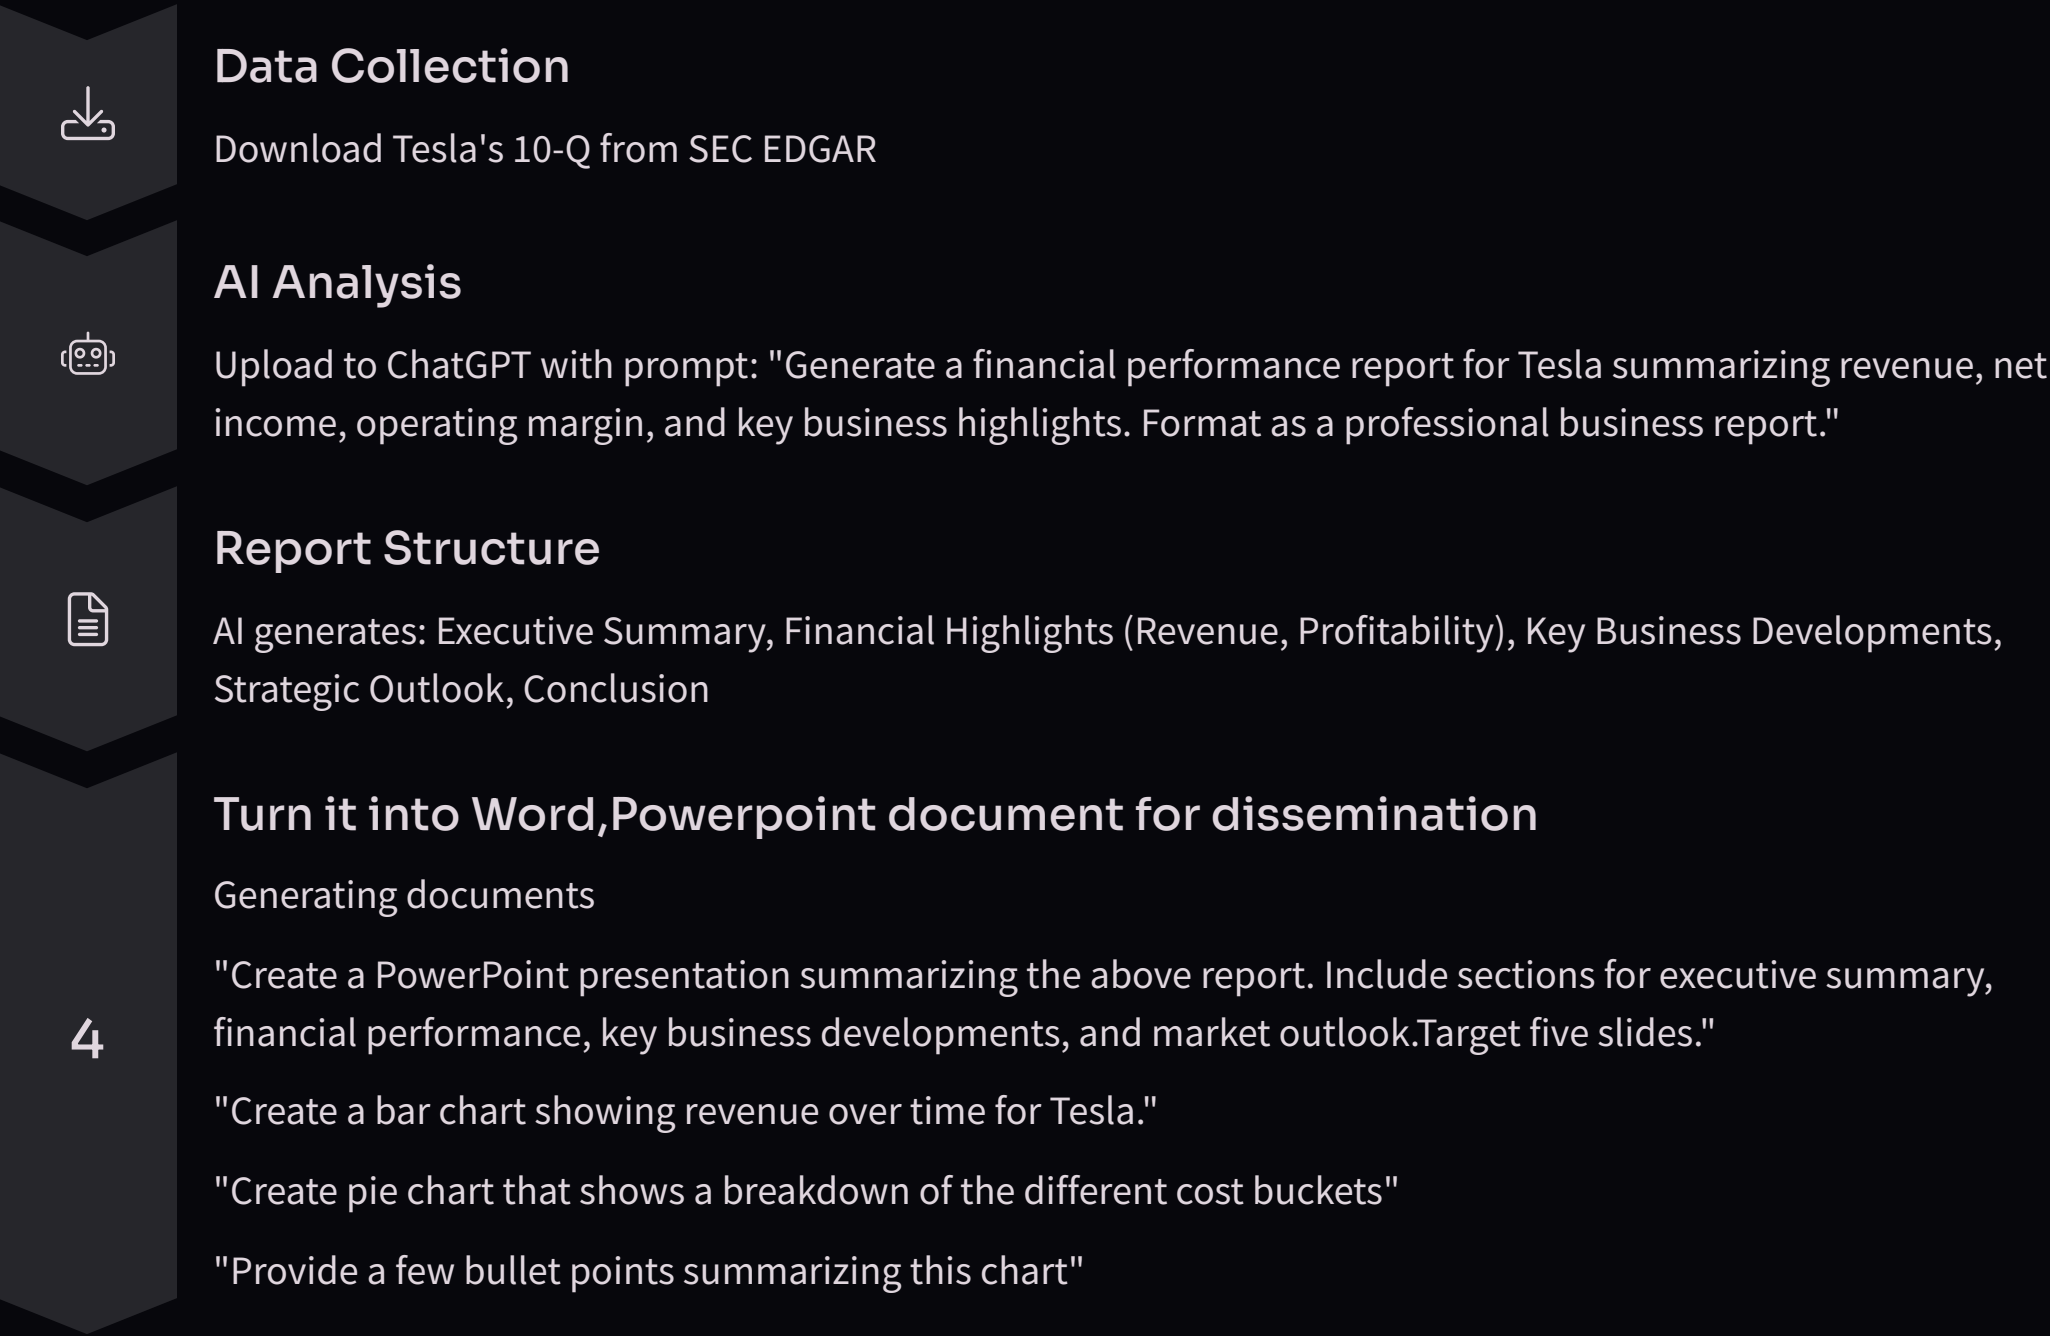 Data Collection
Download Tesla's 10-Q from SEC EDGAR
AI Analysis
Upload to ChatGPT with prompt: "Generate a financial performance report for Tesla summarizing revenue, net
income, operating margin, and key business highlights. Format as a professional business report."
Report Structure
AI generates: Executive Summary, Financial Highlights (Revenue, Profitability), Key Business Developments,
Strategic Outlook, Conclusion
Turn it into Word,Powerpoint document for dissemination
Generating documents
"Create a PowerPoint presentation summarizing the above report. Include sections for executive summary,
financial performance, key business developments, and market outlook.Target five slides."
4
"Create a bar chart showing revenue over time for Tesla."
"Create pie chart that shows a breakdown of the different cost buckets"
"Provide a few bullet points summarizing this chart"